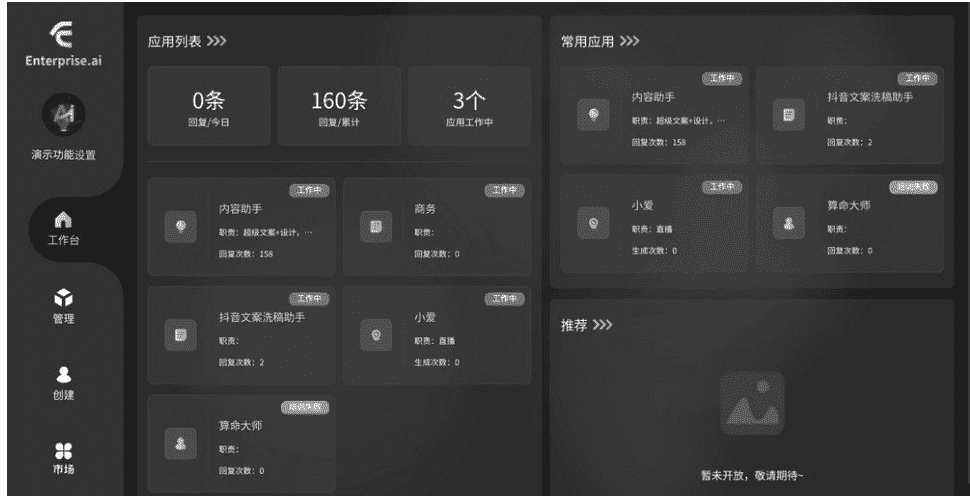 Enterprise.ai
演示功能设置
工作台
管理
创建
市场
应用列表
0条
回复/今日
160条
回复/累计
3个
应用工作中
工作中
内容助手
职责：超级文案+设计，…
回复次数：158
工作中
商务
职责：
回复次数：0
工作中
抖音文案洗稿助手
职责：
回复次数：2
工作中
小爱
职责：直播
生成次数：0
培训失败
算命大师
职责：
回复次数：0
常用应用
工作中
内容助手
职责：超级文案+设计，…
回复次数：158
工作中
抖音文案洗稿助手
职责：
回复次数：2
工作中
小爱
职责：直播
生成次数：0
培训失败
算命大师
职责：
回复次数：0
推荐
暂未开放，敬请期待~